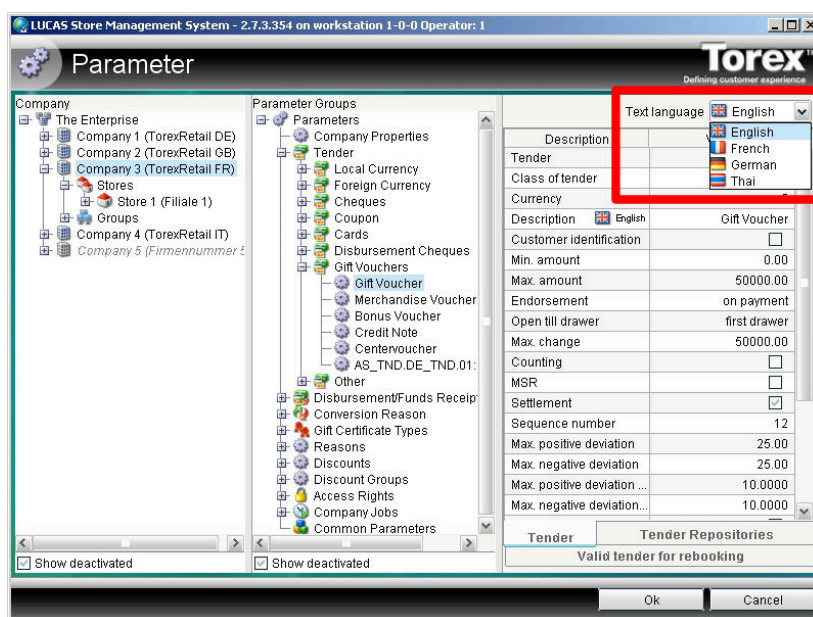 LUCAS Store Management System - 2.7.3.354 on workstation 1-0-0 Operator: 1
Parameter
Torex
Defining customer experience
Company
The Enterprise
Company 1 (TorexRetail DE)
Company 2 (TorexRetail GB)
Company 3 (TorexRetail FR)
Stores
Store 1 (Filiale 1)
Groups
Company 4 (TorexRetail IT)
Company 5 (Firmennummer 5
Show deactivated
Parameter Groups
Parameters
Company Properties
Tender
Local Currency
Foreign Currency
Cheques
Coupon
Cards
Disbursement Cheques
Gift Vouchers
Gift Voucher
Merchandise Voucher
Bonus Voucher
Credit Note
Centervoucher
AS_TND.DE_TND.01:
Other
Disbursement/Funds Receip
Conversion Reason
Gift Certificate Types
Reasons
Discounts
Discount Groups
Access Rights
Company Jobs
Common Parameters
Show deactivated
Text language English
English
French
German
Thai
Description
Tender
Class of tender
Currency
Description English Gift Voucher
Customer identification
Min. amount 0.00
Max. amount 50000.00
Endorsement on payment
Open till drawer first drawer
Max. change 50000.00
Counting
MSR
Settlement
Sequence number 12
Max. positive deviation 25.00
Max. negative deviation 25.00
Max. positive deviation ... 10.0000
Max. negative deviation... 10.0000
Tender
Tender Repositories
Valid tender for rebooking
Ok
Cancel